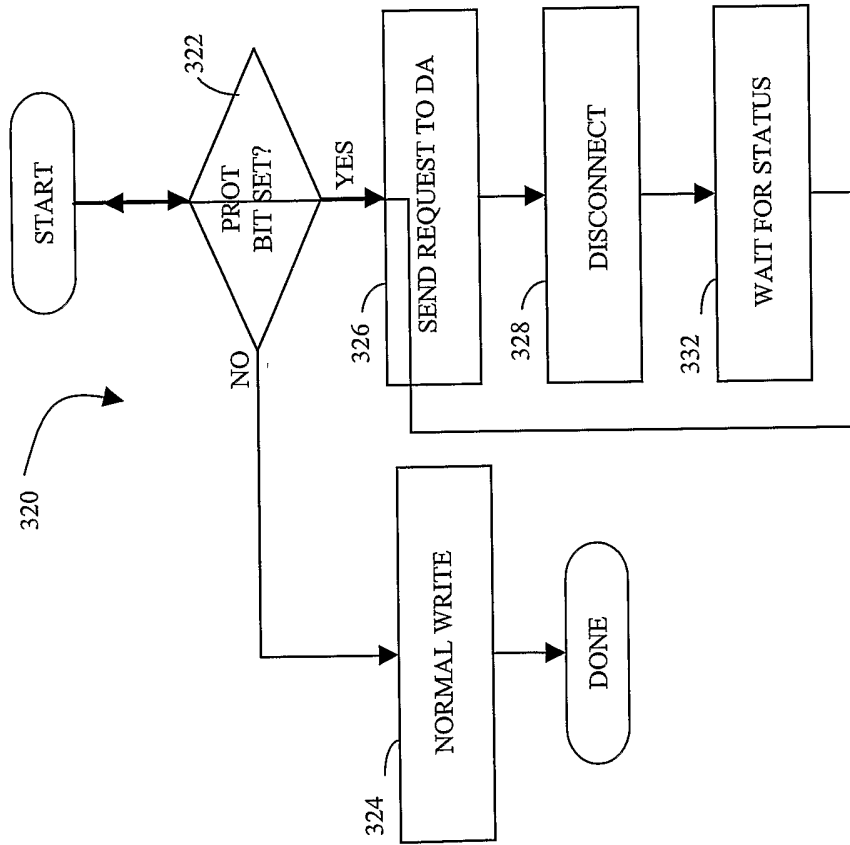 320
START
322
PROT
BIT SET?
NO
YES
324
NORMAL WRITE
DONE
326
SEND REQUEST TO DA
328
DISCONNECT
332
WAIT FOR STATUS